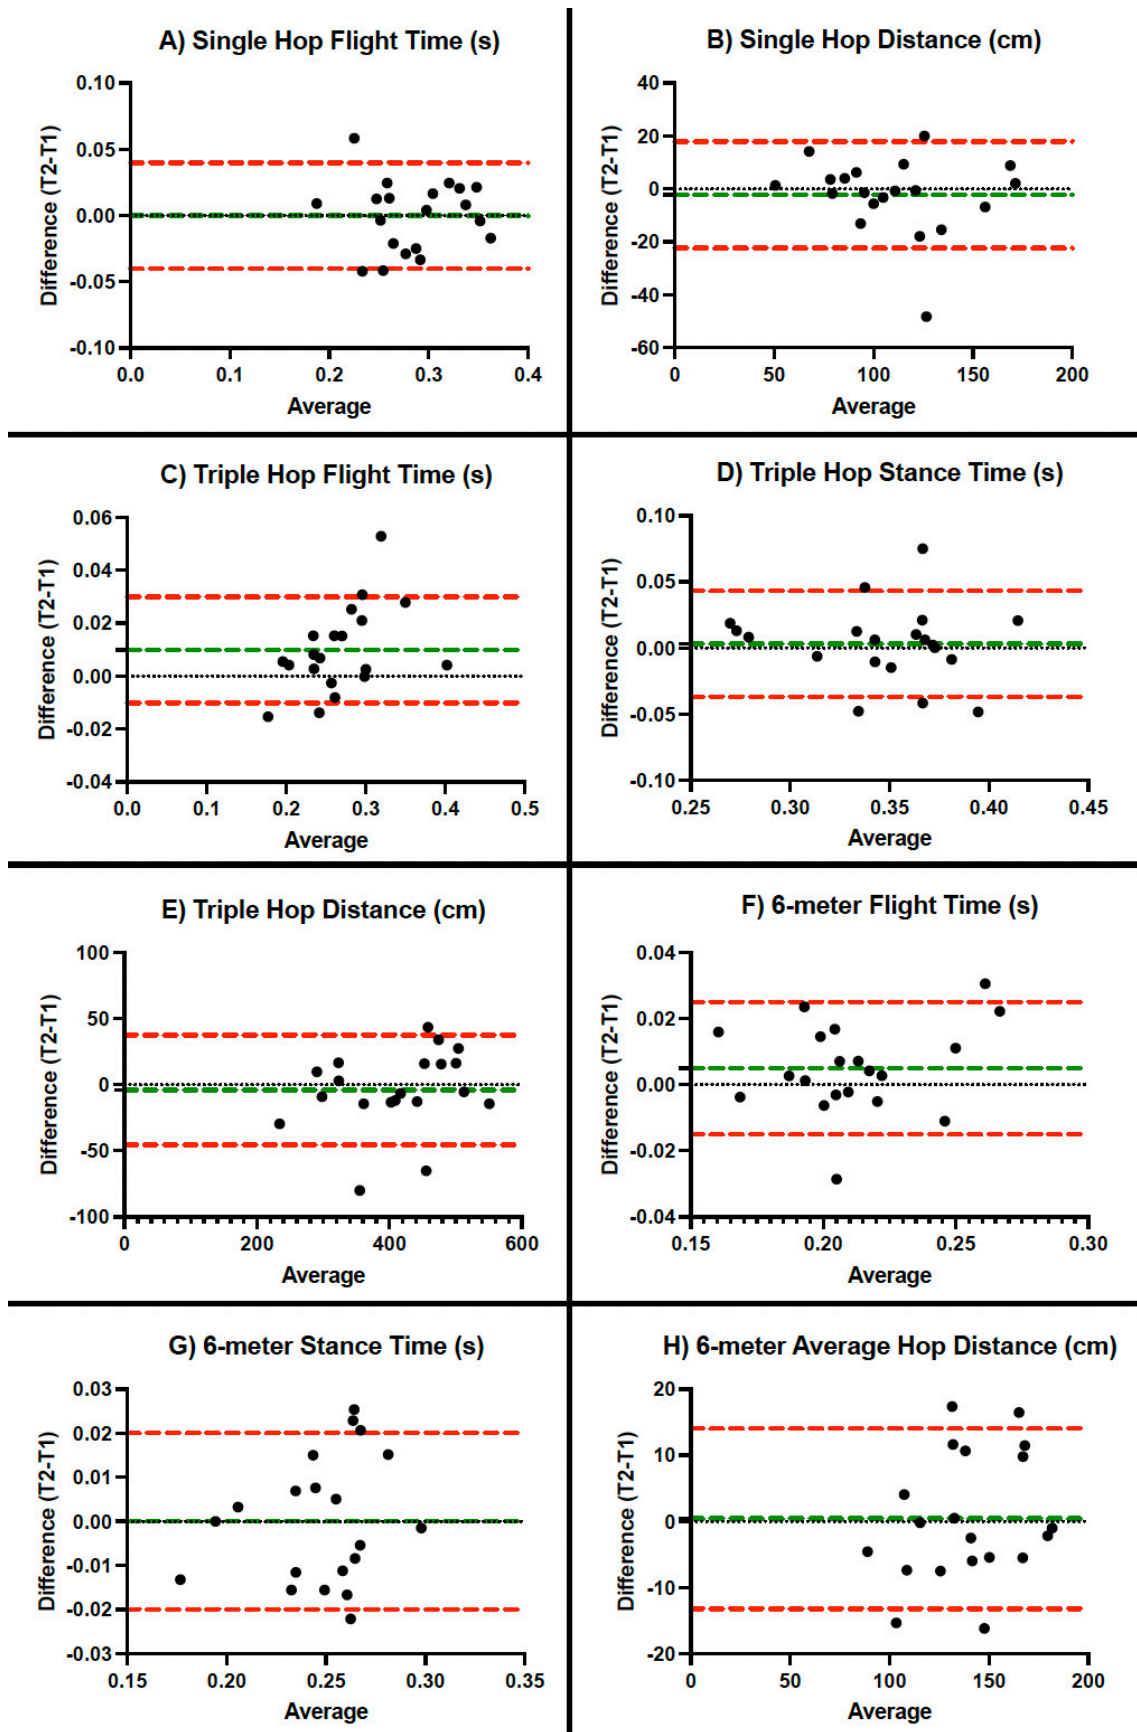 A) Single Hop Flight Time (s)
0.10
0.05
0.00
-0.05
-0.10
Difference (T2-T1)
0.0 0.1 0.2 0.3 0.4
Average
B) Single Hop Distance (cm)
40
20
0
-20
-40
-60
Difference (T2-T1)
0 50 100 150 200
Average
C) Triple Hop Flight Time (s)
0.06
0.04
0.02
0.00
-0.02
-0.04
Difference (T2-T1)
0.0 0.1 0.2 0.3 0.4 0.5
Average
D) Triple Hop Stance Time (s)
0.10
0.05
0.00
-0.05
-0.10
Difference (T2-T1)
0.25 0.30 0.35 0.40 0.45
Average
E) Triple Hop Distance (cm)
100
50
0
-50
-100
Difference (T2-T1)
0 200 400 600
Average
F) 6-meter Flight Time (s)
0.04
0.02
0.00
-0.02
-0.04
Difference (T2-T1)
0.15 0.20 0.25 0.30
Average
G) 6-meter Stance Time (s)
0.03
0.02
0.01
0.00
-0.01
-0.02
-0.03
Difference (T2-T1)
0.15 0.20 0.25 0.30 0.35
Average
H) 6-meter Average Hop Distance (cm)
20
10
0
-10
-20
Difference (T2-T1)
0 50 100 150 200
Average